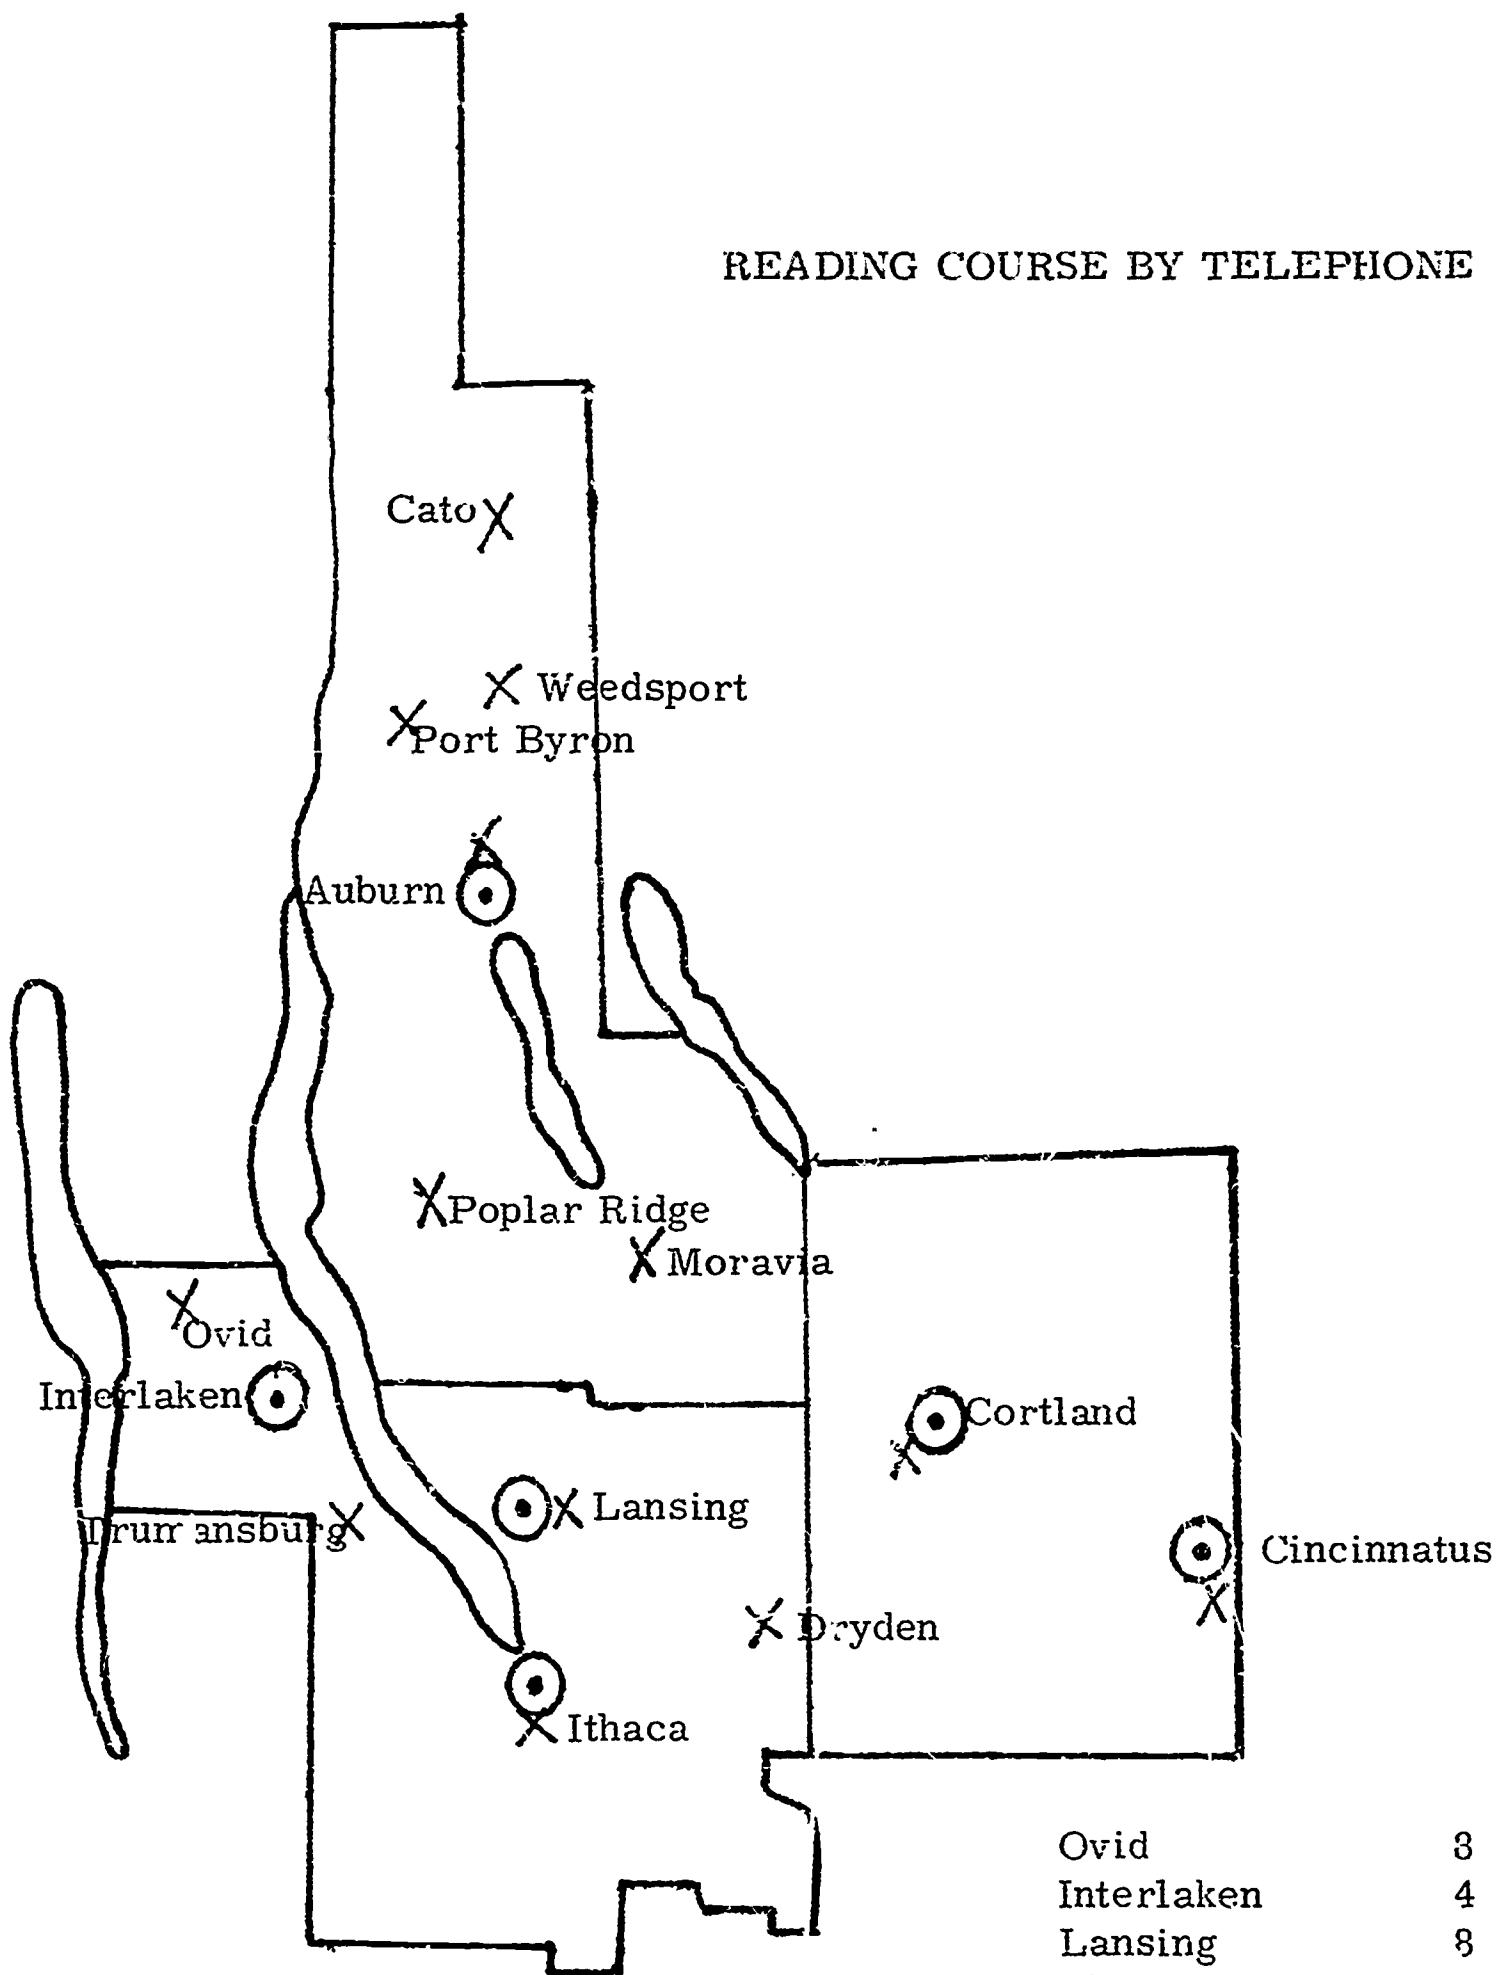 READING COURSE BY TELEPHONE
Cato
Weedsport
Port Byron
Auburn
Poplar Ridge
Moravia
Ovid
Interlaken
Cortland
Lansing
Cincinnatus
Dryden
Ithaca
Ovid
Interlaken 4
Lansing 8